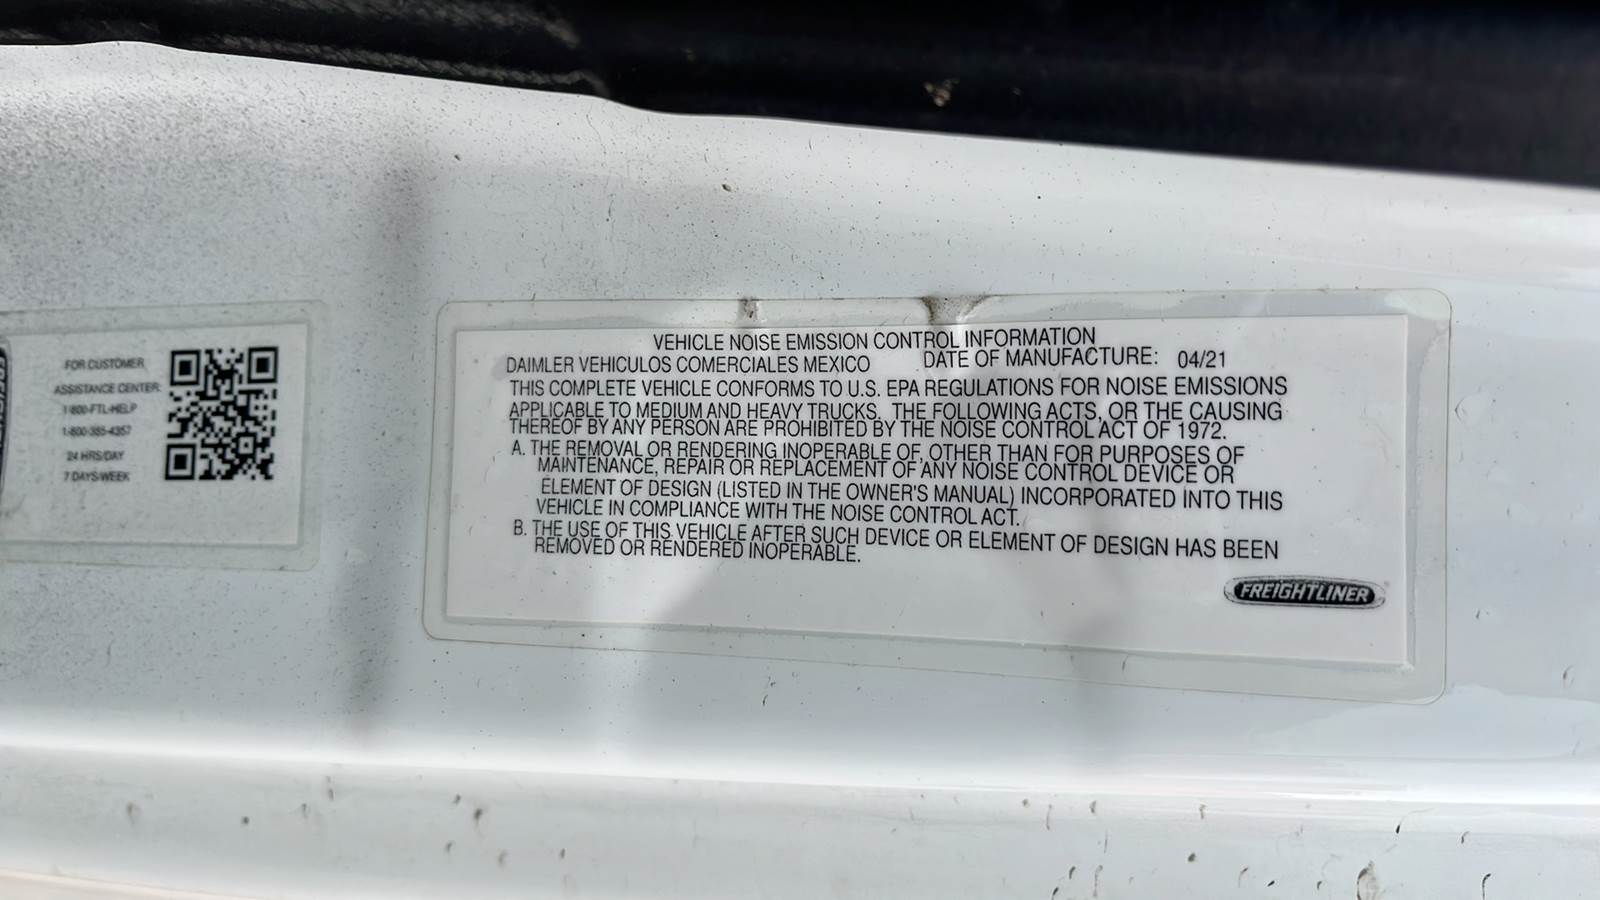 FOR CUSTOMER
ASSISTANCE CENTER:
1-800-FTL-HELP
1-800-385-4357
24 HRS/DAY
7 DAYS/WEEK
VEHICLE NOISE EMISSION CONTROL INFORMATION
DAIMLER VEHICULOS COMERCIALES MEXICO DATE OF MANUFACTURE: 04/21
THIS COMPLETE VEHICLE CONFORMS TO U.S. EPA REGULATIONS FOR NOISE EMISSIONS
APPLICABLE TO MEDIUM AND HEAVY TRUCKS. THE FOLLOWING ACTS, OR THE CAUSING
THEREOF BY ANY PERSON ARE PROHIBITED BY THE NOISE CONTROL ACT OF 1972.
A. THE REMOVAL OR RENDERING INOPERABLE OF, OTHER THAN FOR PURPOSES OF
MAINTENANCE, REPAIR OR REPLACEMENT OF ANY NOISE CONTROL DEVICE OR
ELEMENT OF DESIGN (LISTED IN THE OWNER'S MANUAL) INCORPORATED INTO THIS
VEHICLE IN COMPLIANCE WITH THE NOISE CONTROL ACT.
B. THE USE OF THIS VEHICLE AFTER SUCH DEVICE OR ELEMENT OF DESIGN HAS BEEN
REMOVED OR RENDERED INOPERABLE.
FREIGHTLINER